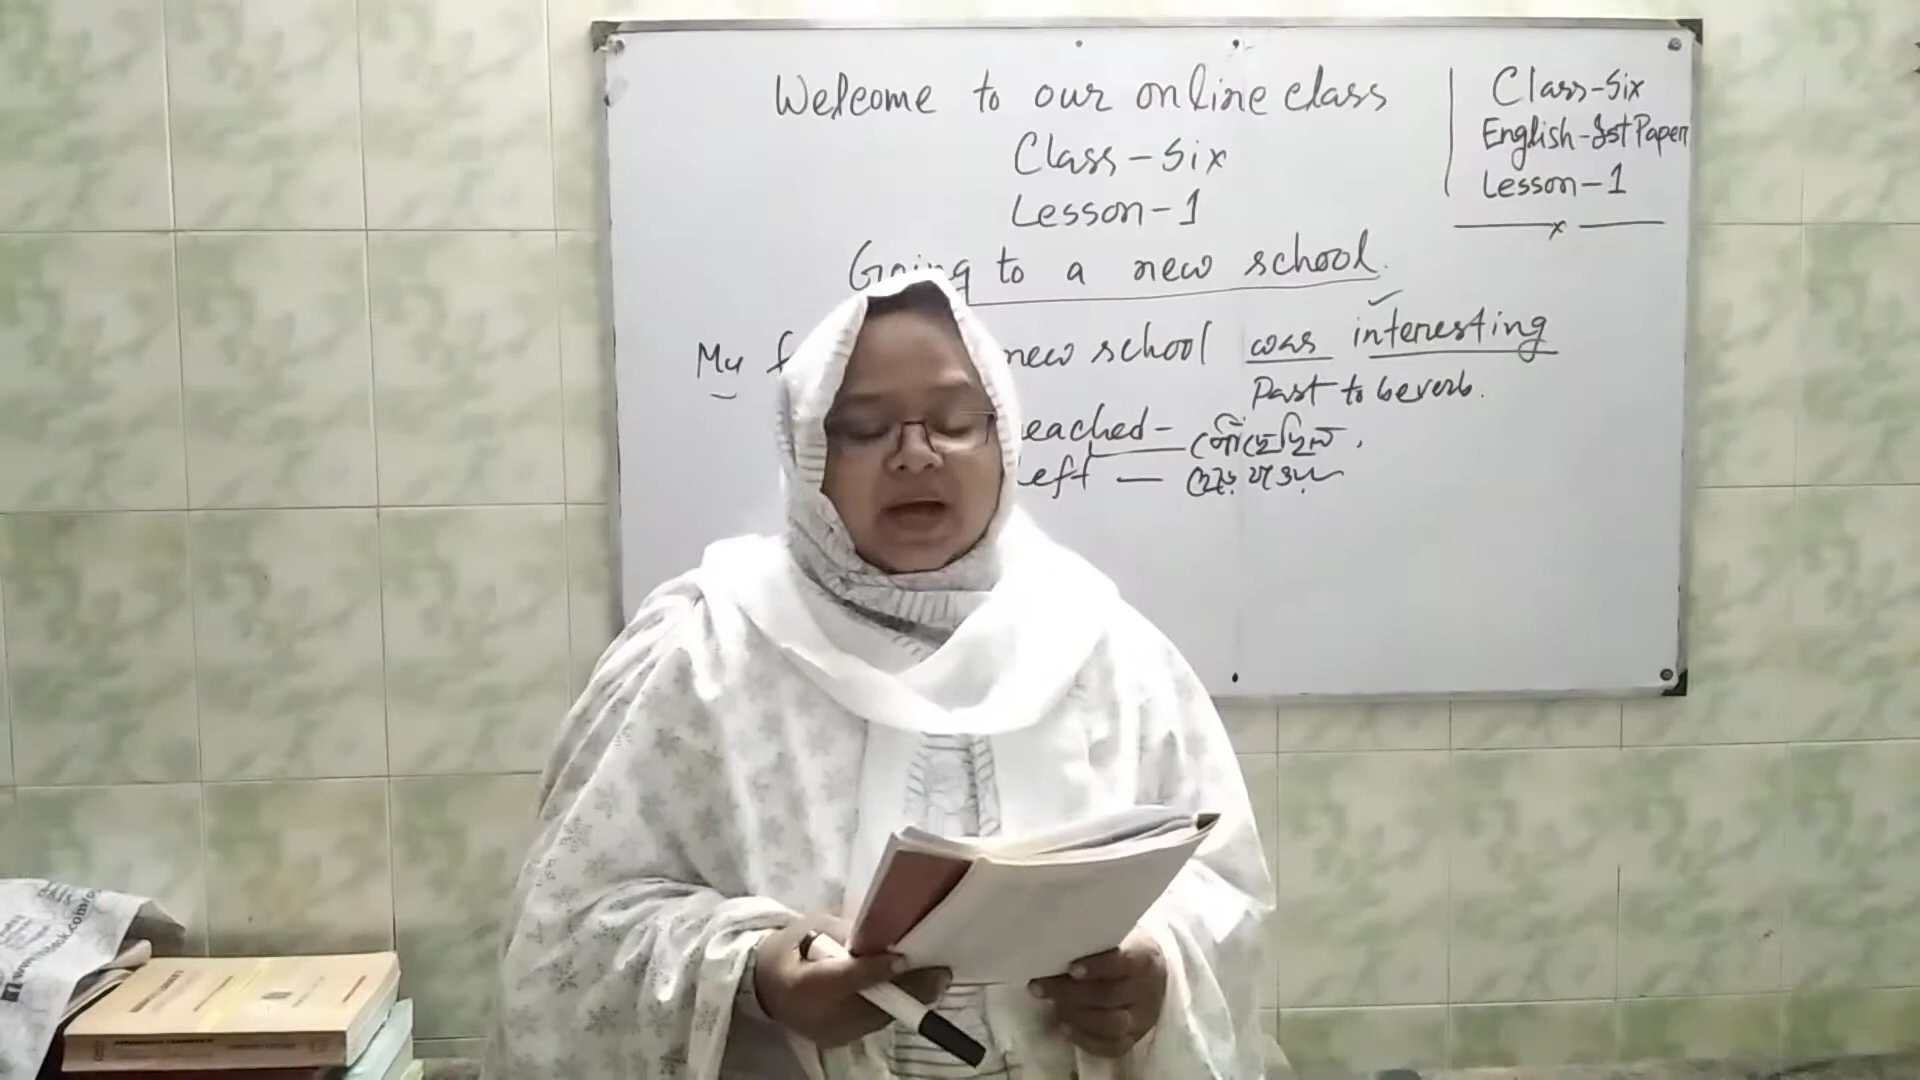 Welcome to our online class
Class-Six
Lesson-1
Going to a new school.
My new school was interesting
Past to be verb.
reached- পৌঁছেছিল.
left —
Class-Six
English-1st Paper
Lesson-1